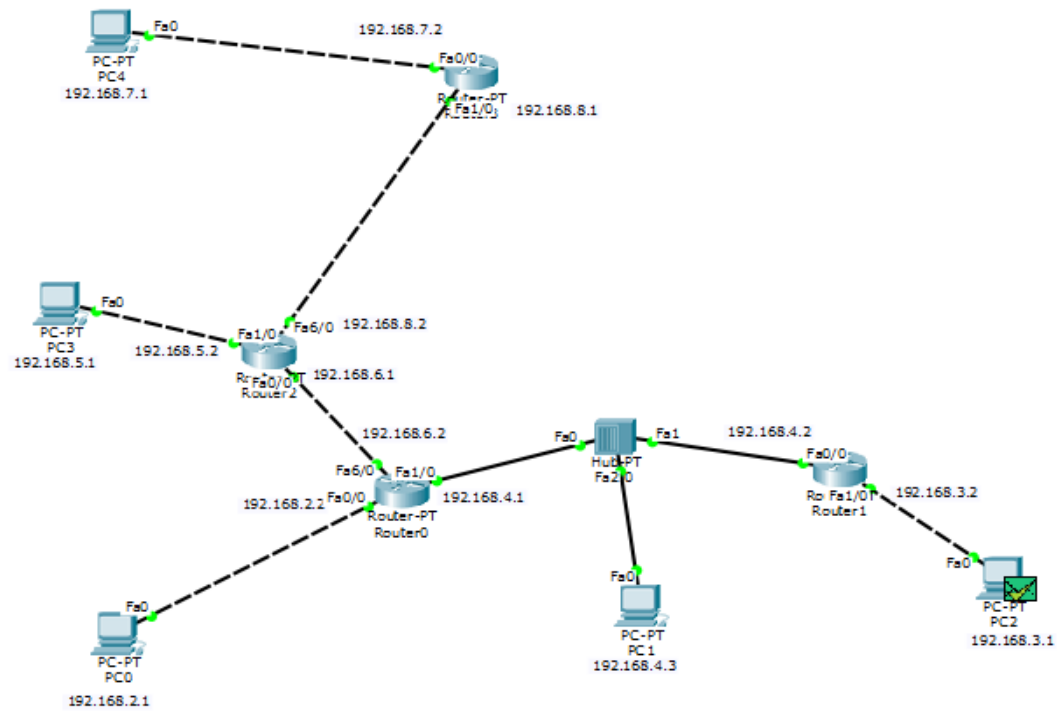 Fa0
192.168.7.2
Fa0/0
PC-PT
PC4
192.168.7.1
Router-PT
Fa1/0
192.168.8.1
Fa0
PC-PT
PC3
192.168.5.1
192.168.5.2
Fa1/0
Fa6/0
192.168.8.2
Fa0/0
Router2
192.168.6.1
192.168.6.2
Fa6/0
Fa1/0
192.168.2.2
Fa0/0
192.168.4.1
Router-PT
Router0
Fa0
Fa1
Hub-PT
192.168.4.2
Fa0/0
Fa1/0
Router1
192.168.3.2
Fa0
PC-PT
PC2
192.168.3.1
Fa0
PC-PT
PC1
192.168.4.3
Fa0
PC-PT
PC0
192.168.2.1